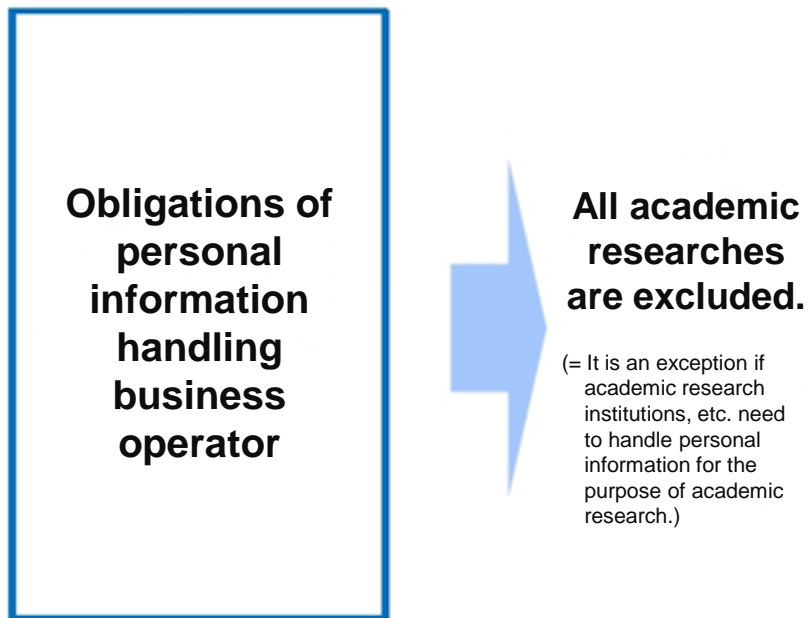 Obligations of
personal
information
handling
business
operator
All academic
researches
are excluded.
(= It is an exception if
academic research
institutions, etc. need
to handle personal
information for the
purpose of academic
research.)